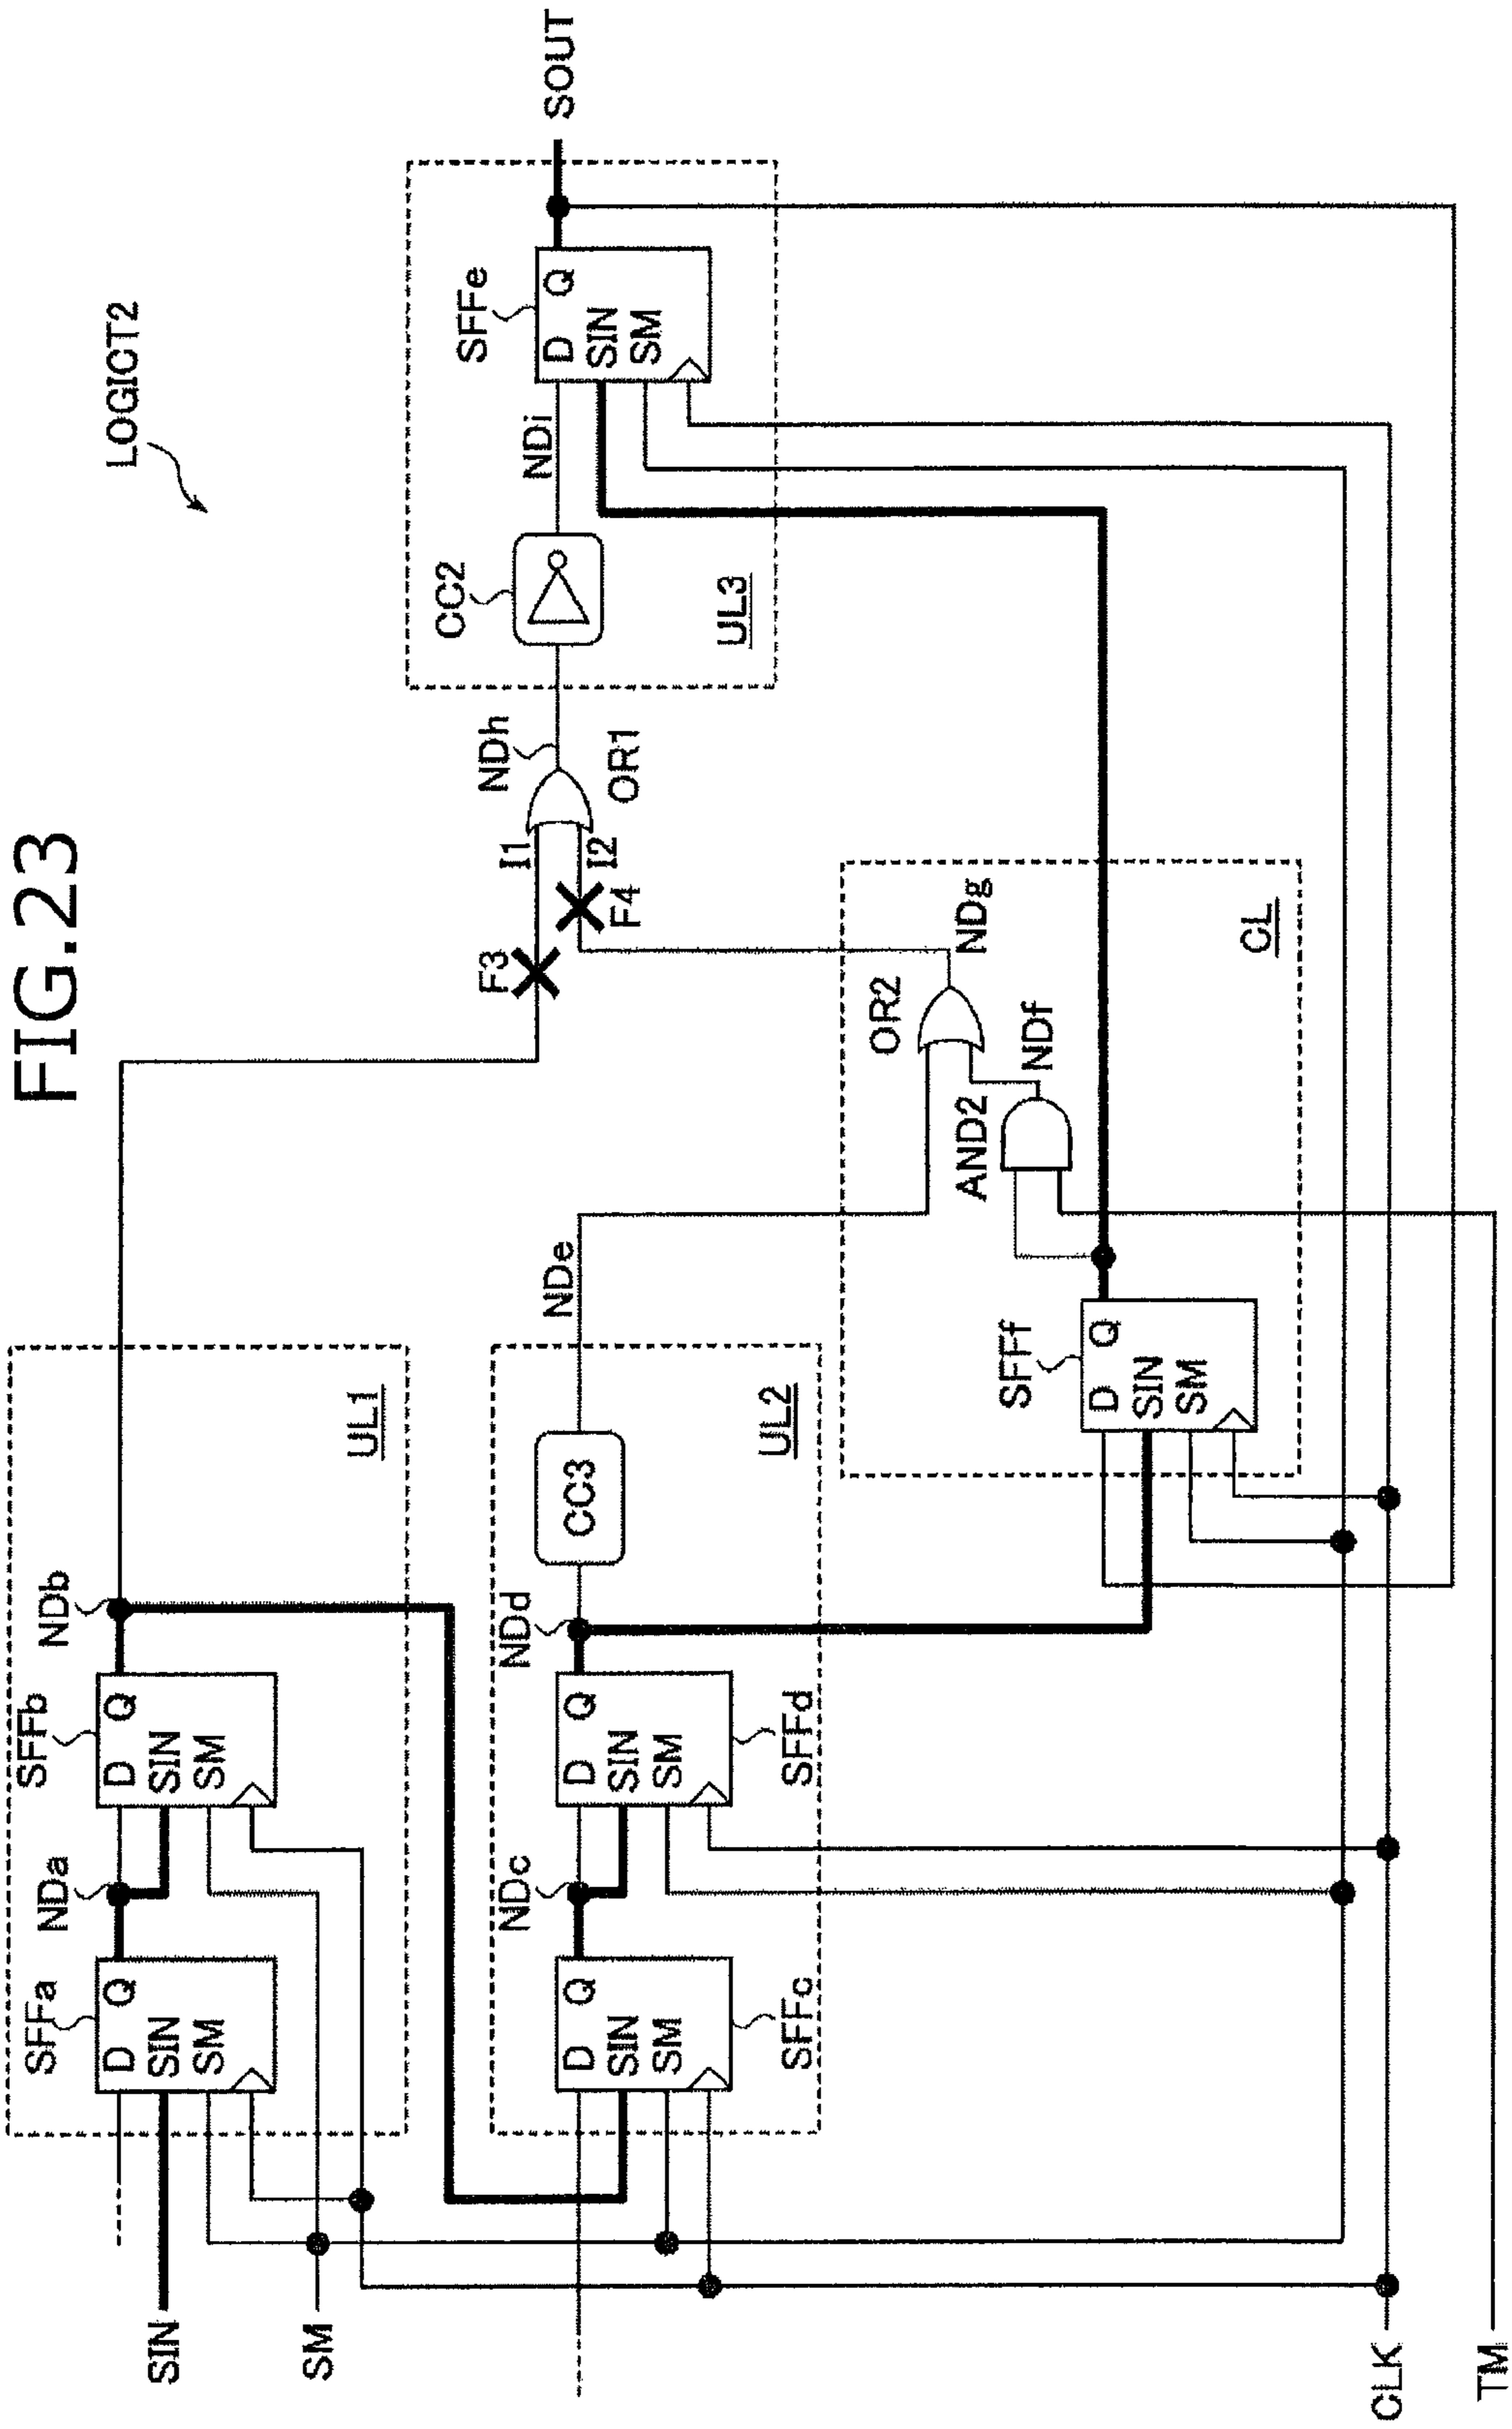 FIG.23
LOGICT2
SFFa
D Q
SIN
SM
NDa
SFFb
D Q
SIN
SM
NDb
UL1
SIN
SM
D Q
SIN
SM
SFFc
NDc
D Q
SIN
SM
SFFd
NDd
CC3
UL2
NDe
F3
I1
I2
F4
NDh
OR1
CC2
UL3
NDi
SFFe
D Q
SIN
SM
SOUT
SFFf
D Q
SIN
SM
AND2
NDf
OR2
NDg
CL
CLK
TM